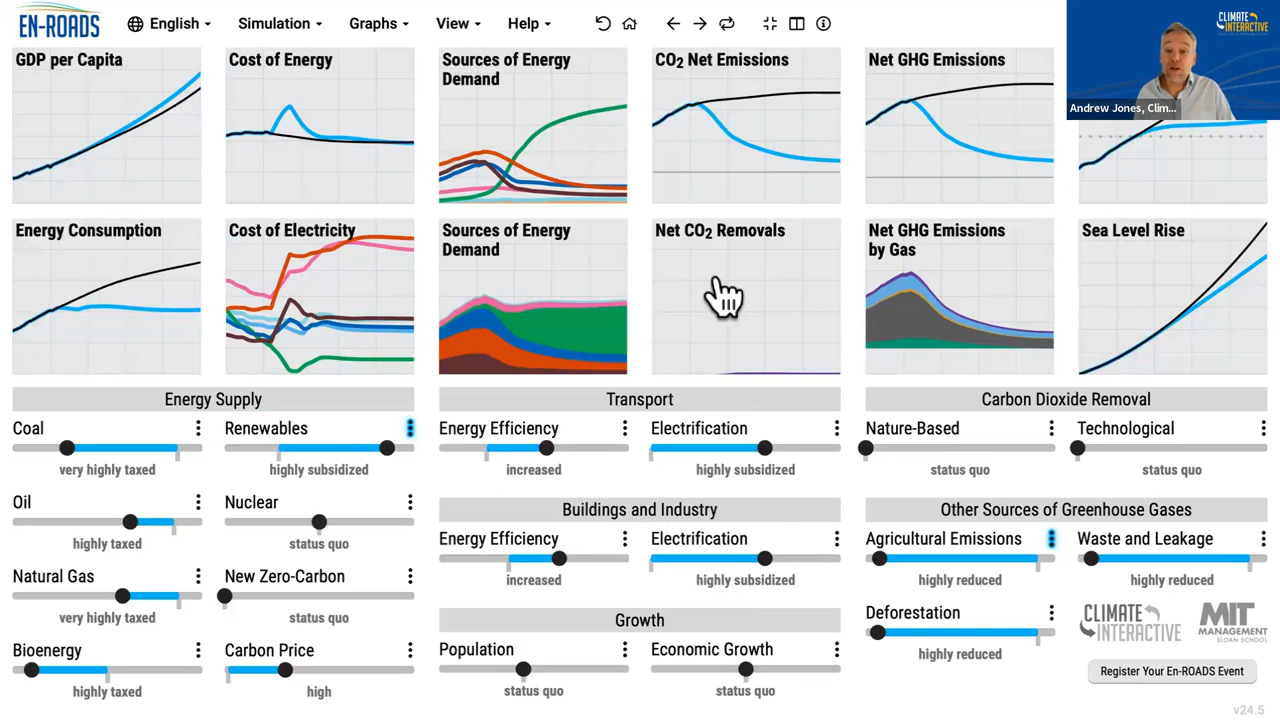 EN-ROADS
English
Simulation
Graphs
View
Help
CLIMATE
INTERACTIVE
Andrew Jones, Clim...
GDP per Capita
Cost of Energy
Sources of Energy
Demand
CO₂ Net Emissions
Net GHG Emissions
Energy Consumption
Cost of Electricity
Sources of Energy
Demand
Net CO₂ Removals
Net GHG Emissions
by Gas
Sea Level Rise
Energy Supply
Coal
very highly taxed
Renewables
highly subsidized
Oil
highly taxed
Nuclear
status quo
Natural Gas
very highly taxed
New Zero-Carbon
status quo
Bioenergy
highly taxed
Carbon Price
high
Transport
Energy Efficiency
increased
Electrification
highly subsidized
Buildings and Industry
Energy Efficiency
increased
Electrification
highly subsidized
Growth
Population
status quo
Economic Growth
status quo
Carbon Dioxide Removal
Nature-Based
status quo
Technological
status quo
Other Sources of Greenhouse Gases
Agricultural Emissions
highly reduced
Waste and Leakage
highly reduced
Deforestation
highly reduced
CLIMATE
INTERACTIVE
MIT
MANAGEMENT
SLOAN SCHOOL
Register Your En-ROADS Event
v24.5